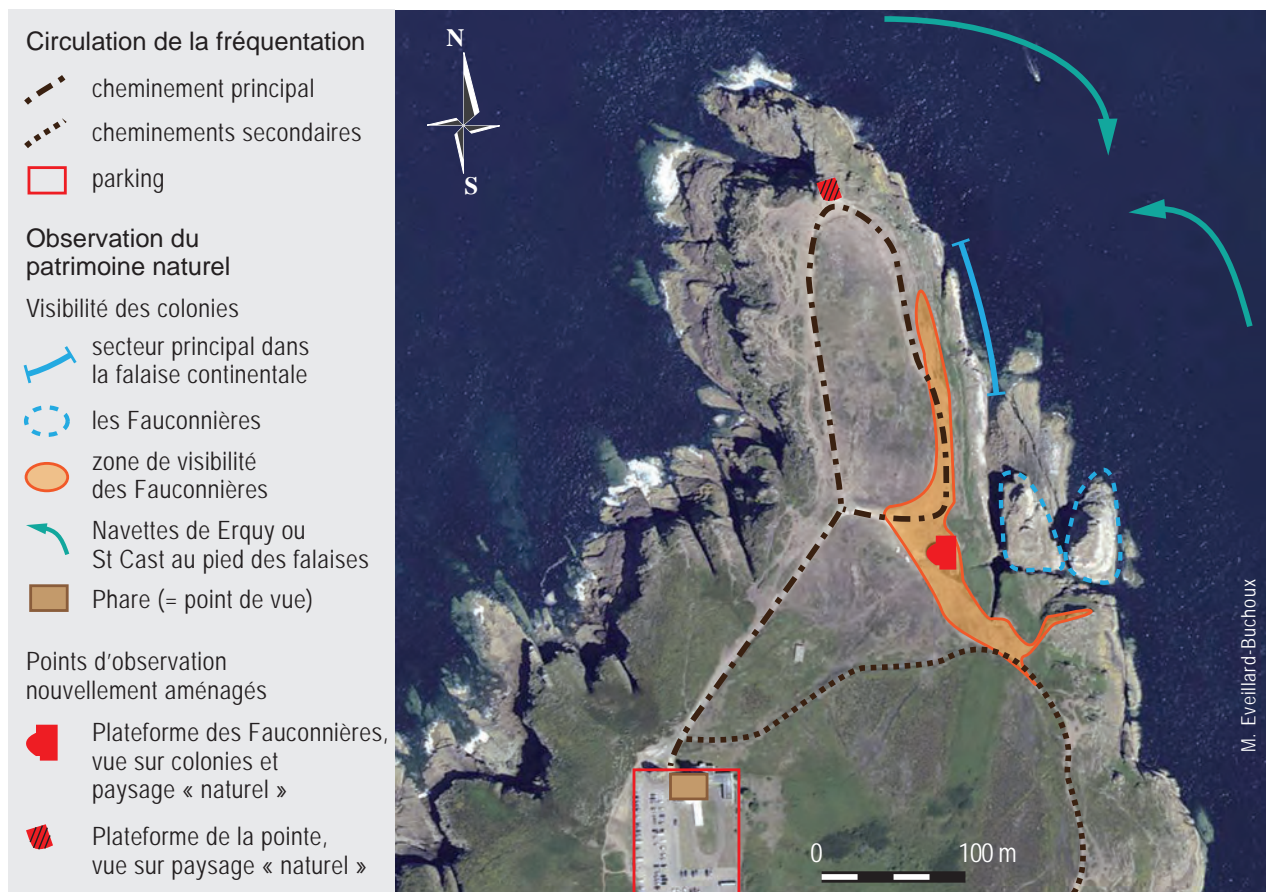 Circulation de la fréquentation
cheminement principal
cheminements secondaires
parking
Observation du
patrimoine naturel
Visibilité des colonies
secteur principal dans
la falaise continentale
les Fauconnières
zone de visibilité
des Fauconnières
Navettes de Erquy ou
St Cast au pied des falaises
Phare (= point de vue)
Points d'observation
nouvellement aménagés
Plateforme des Fauconnières,
vue sur colonies et
paysage « naturel »
Plateforme de la pointe,
vue sur paysage « naturel »
N
S
M. Eveillard-Buchoux
0 100 m